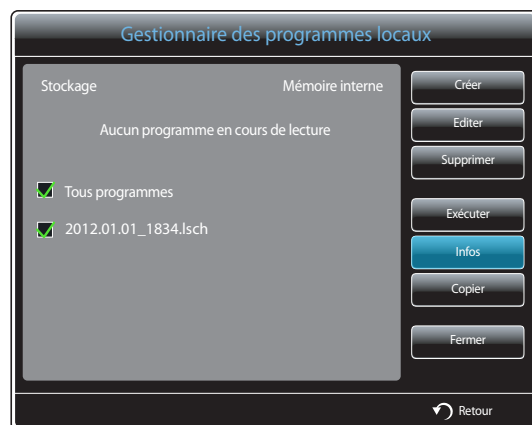 Gestionnaire des programmes locaux
Stockage Mémoire interne
Aucun programme en cours de lecture
Tous programmes
2012.01.01_1834.lsch
Créer
Editer
Supprimer
Exécuter
Infos
Copier
Fermer
Retour